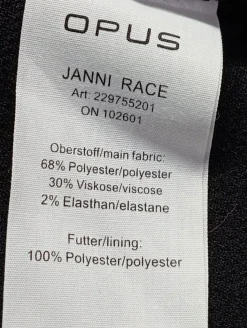 OPUS
JANNI RACE
Art: 229755201
ON 102601
Oberstoff/main fabric:
68% Polyester/polyester
30% Viskose/viscose
2% Elasthan/elastane
Futter/lining:
100% Polyester/polyester